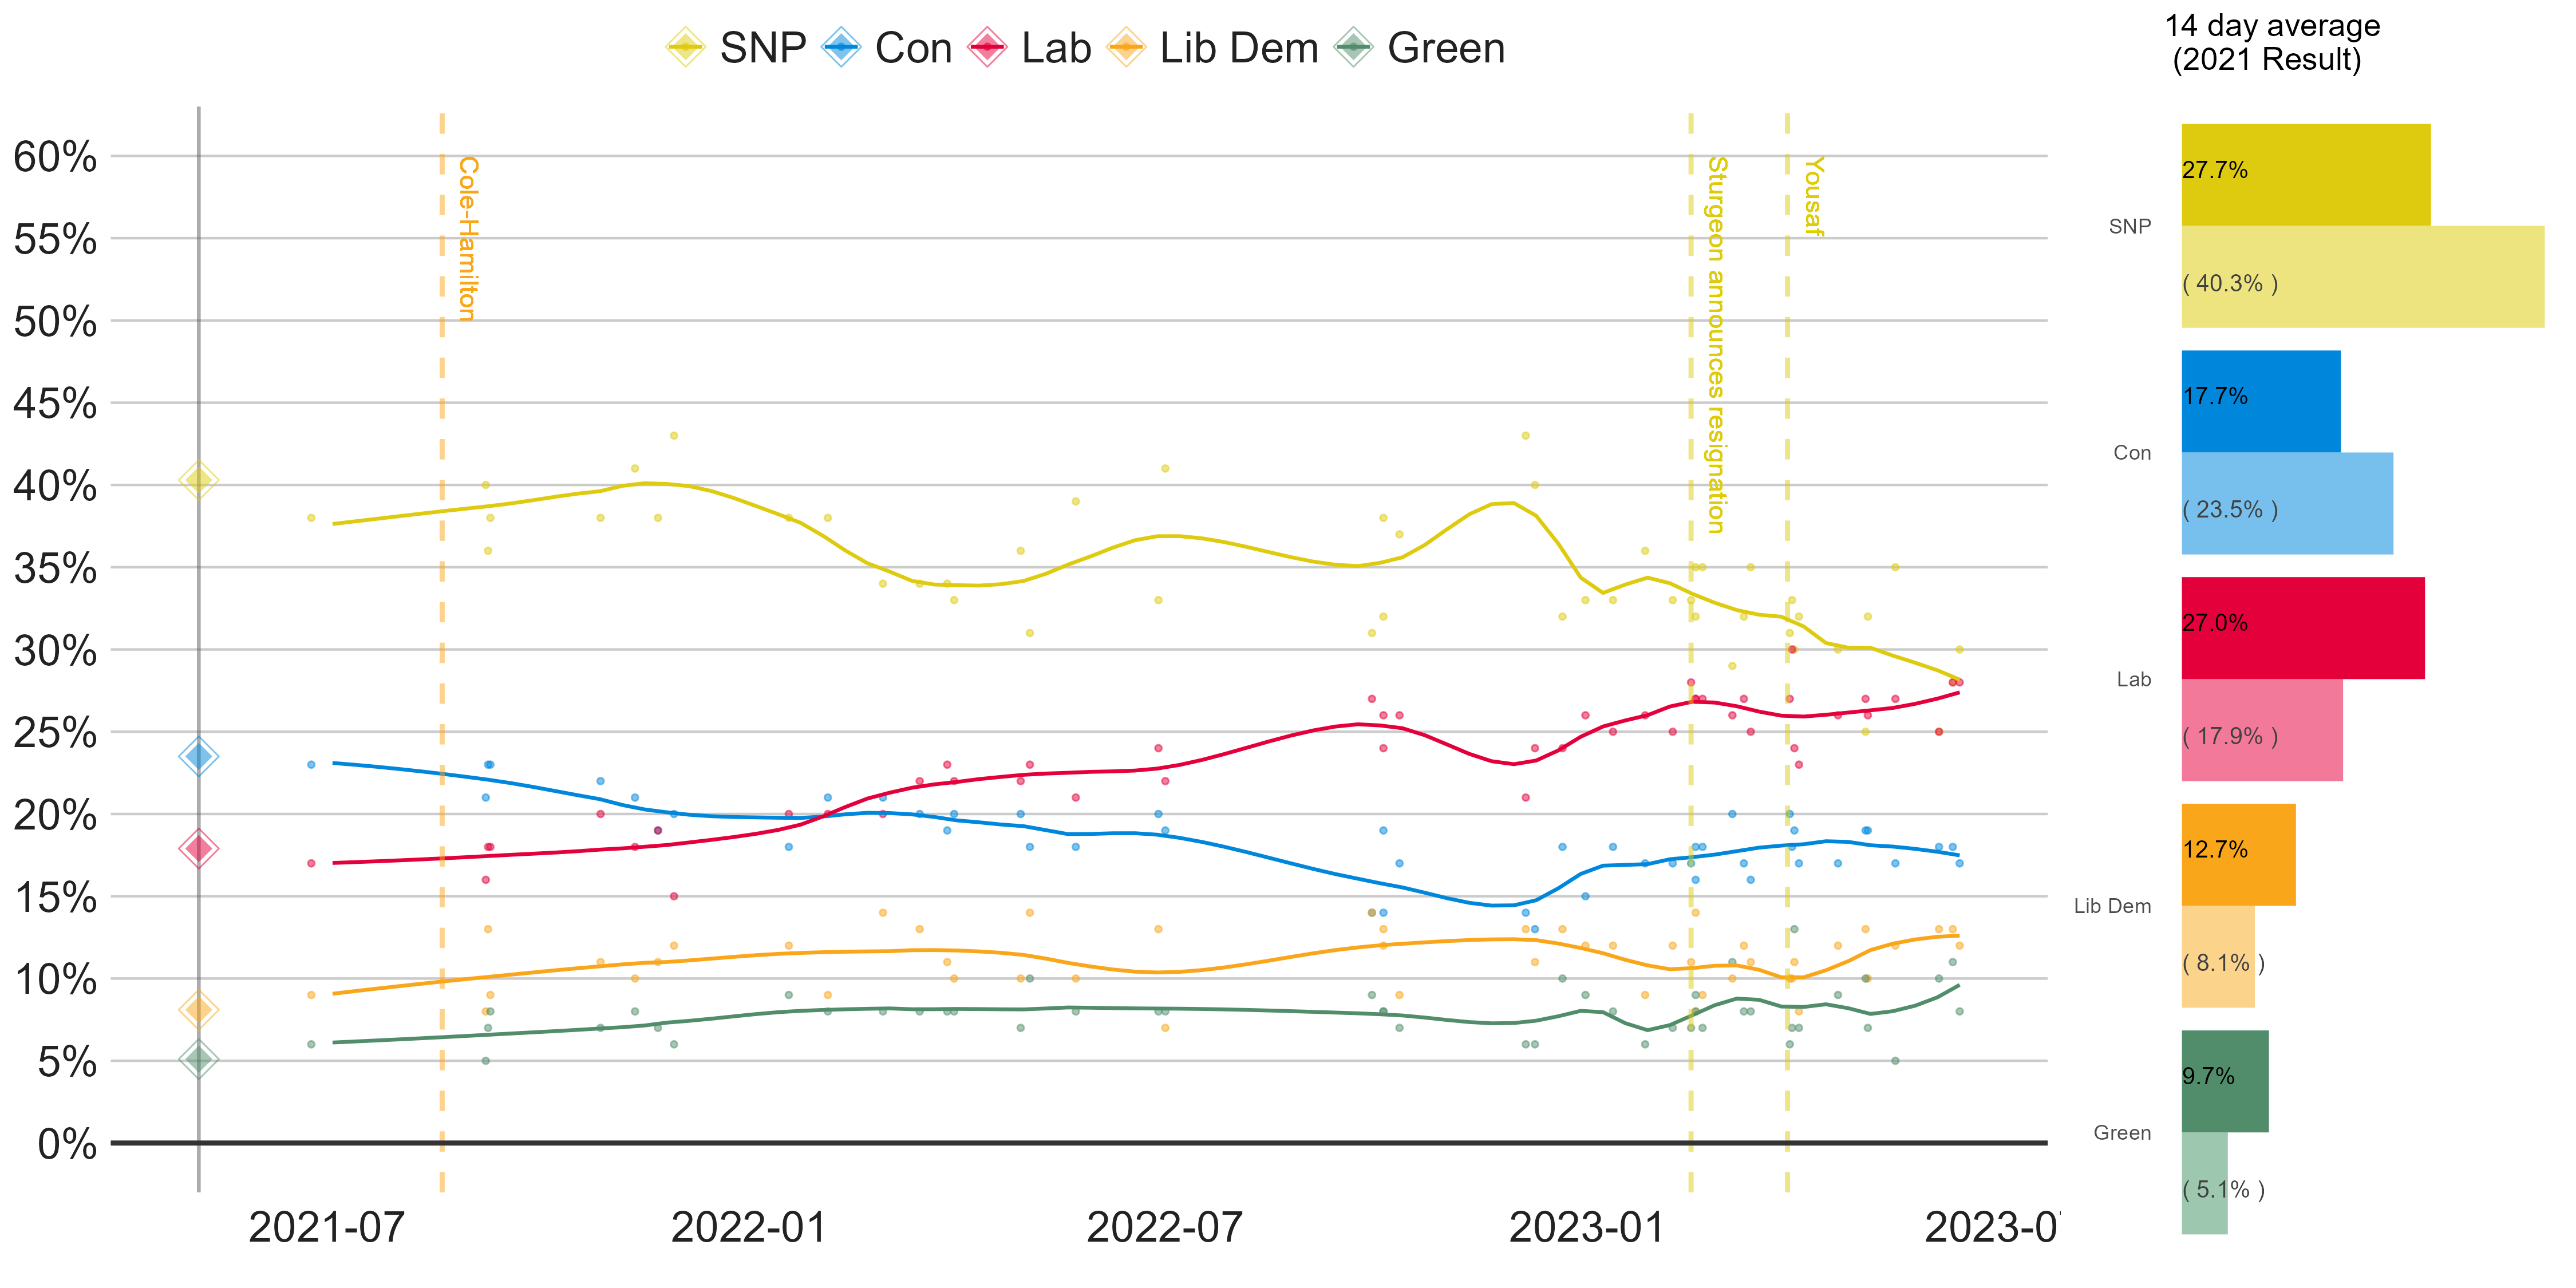 SNP Con Lab Lib Dem Green
14 day average
(2021 Result)
60%
55%
50%
45%
40%
35%
30%
25%
20%
15%
10%
5%
0%
Cole-Hamilton
Sturgeon announces resignation
Yousaf
2021-07 2022-01 2022-07 2023-01 2023-0
SNP
27.7%
( 40.3% )
Con
17.7%
( 23.5% )
Lab
27.0%
( 17.9% )
Lib Dem
12.7%
( 8.1% )
Green
9.7%
( 5.1% )